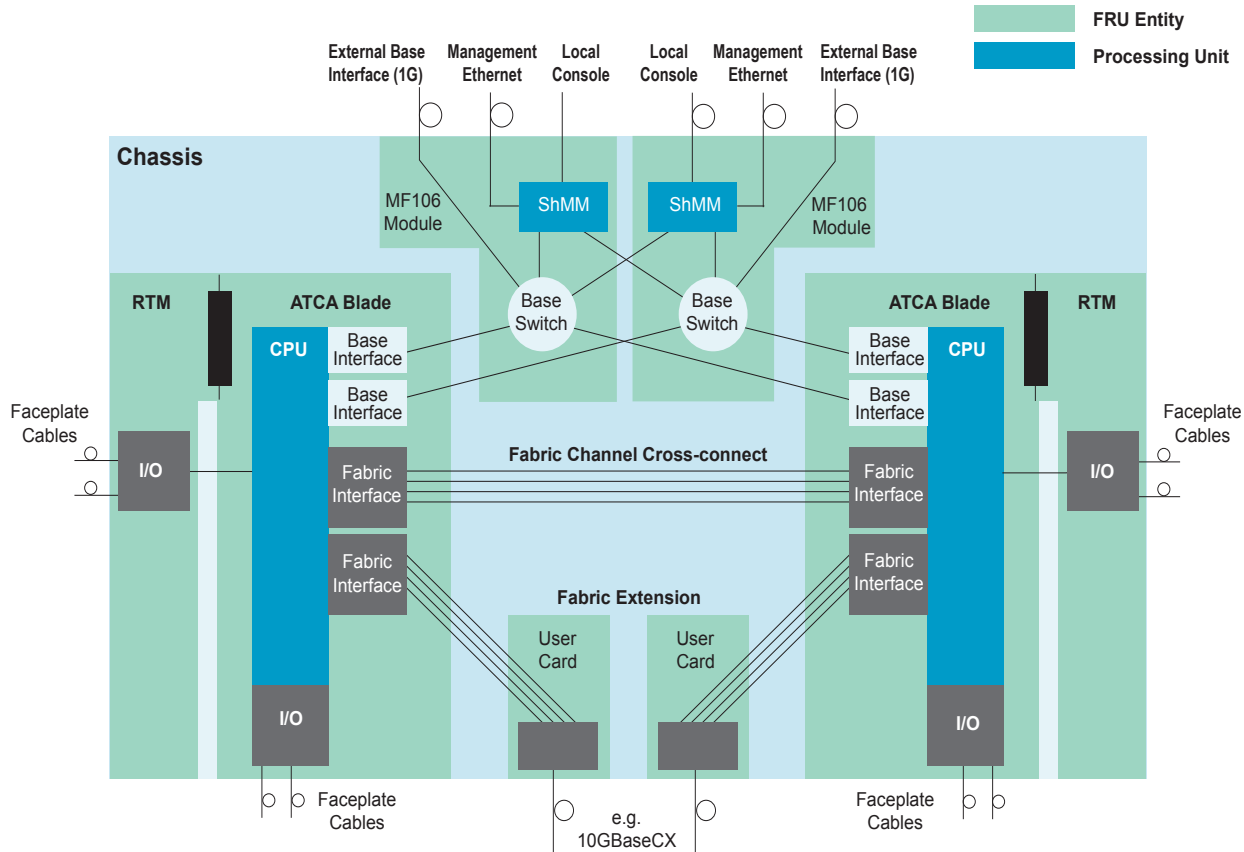 FRU Entity
Processing Unit
External Base
Interface (1G)
Management
Ethernet
Local
Console
Local
Console
Management
Ethernet
External Base
Interface (1G)
Chassis
MF106
Module
ShMM
ShMM
MF106
Module
RTM
ATCA Blade
Base
Switch
Base
Switch
ATCA Blade
RTM
CPU
Base
Interface
Base
Interface
Base
Interface
Base
Interface
CPU
Faceplate
Cables
I/O
Fabric
Interface
Fabric Channel Cross-connect
Fabric
Interface
I/O
Faceplate
Cables
Fabric
Interface
Fabric Extension
Fabric
Interface
User
Card
User
Card
I/O
I/O
Faceplate
Cables
e.g.
10GBaseCX
Faceplate
Cables